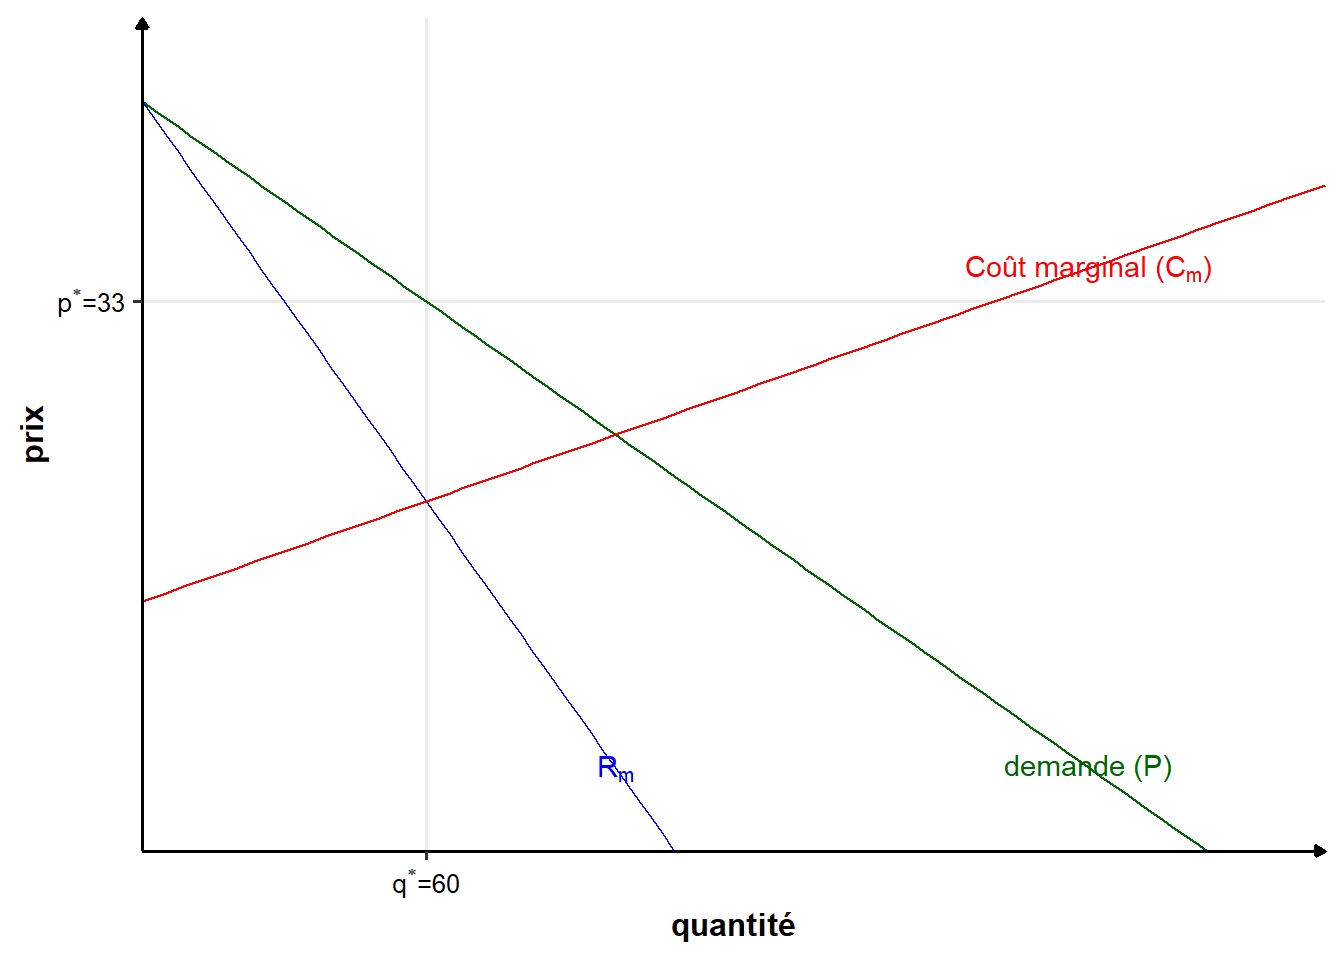 Coût marginal (Cm)
p*=33
prix
Rm
demande (P)
q*=60
quantité